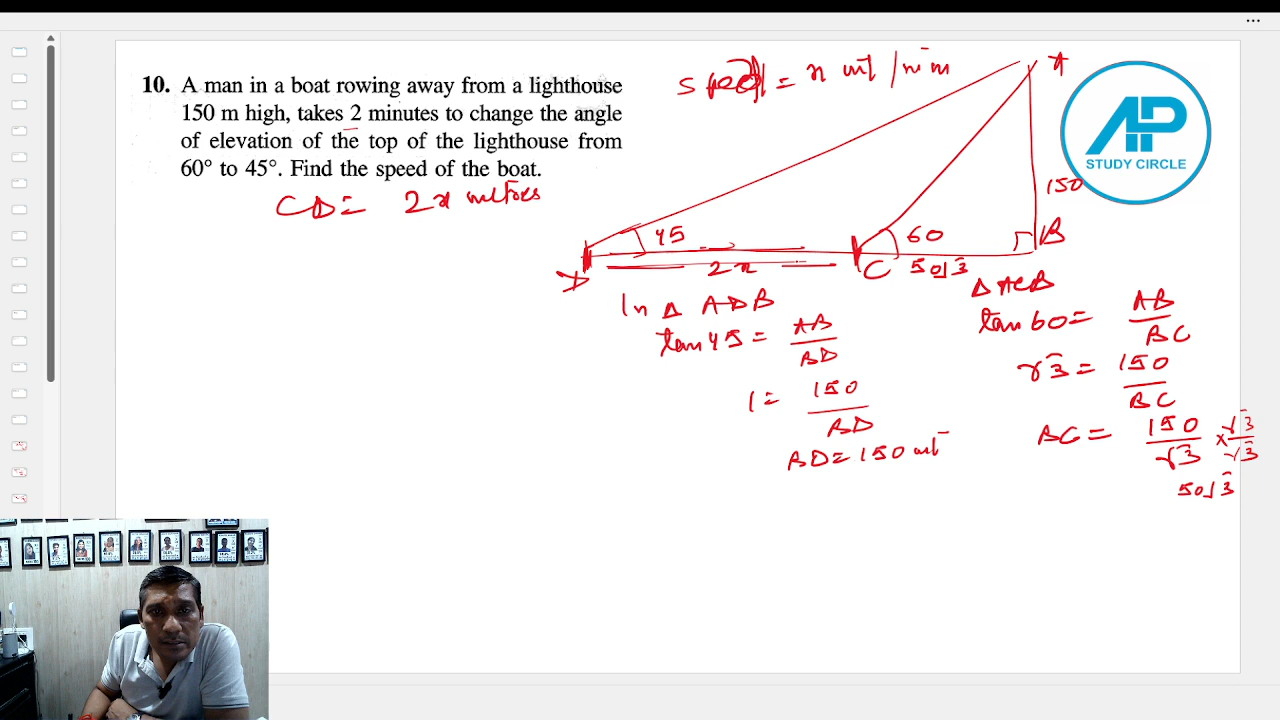 10. A man in a boat rowing away from a lighthouse
150 m high, takes 2 minutes to change the angle
of elevation of the top of the lighthouse from
60° to 45°. Find the speed of the boat.
CD = 2x metres
speed = x mt/min
A
AP
STUDY CIRCLE
150
45
60
B
D
2x
C
50√3
In Δ ADB
tan 45 = AB/BD
1 = 150/BD
BD = 150 mt
Δ ACB
tan 60 = AB/BC
√3 = 150/BC
BC = 150/√3 × √3/√3
50√3